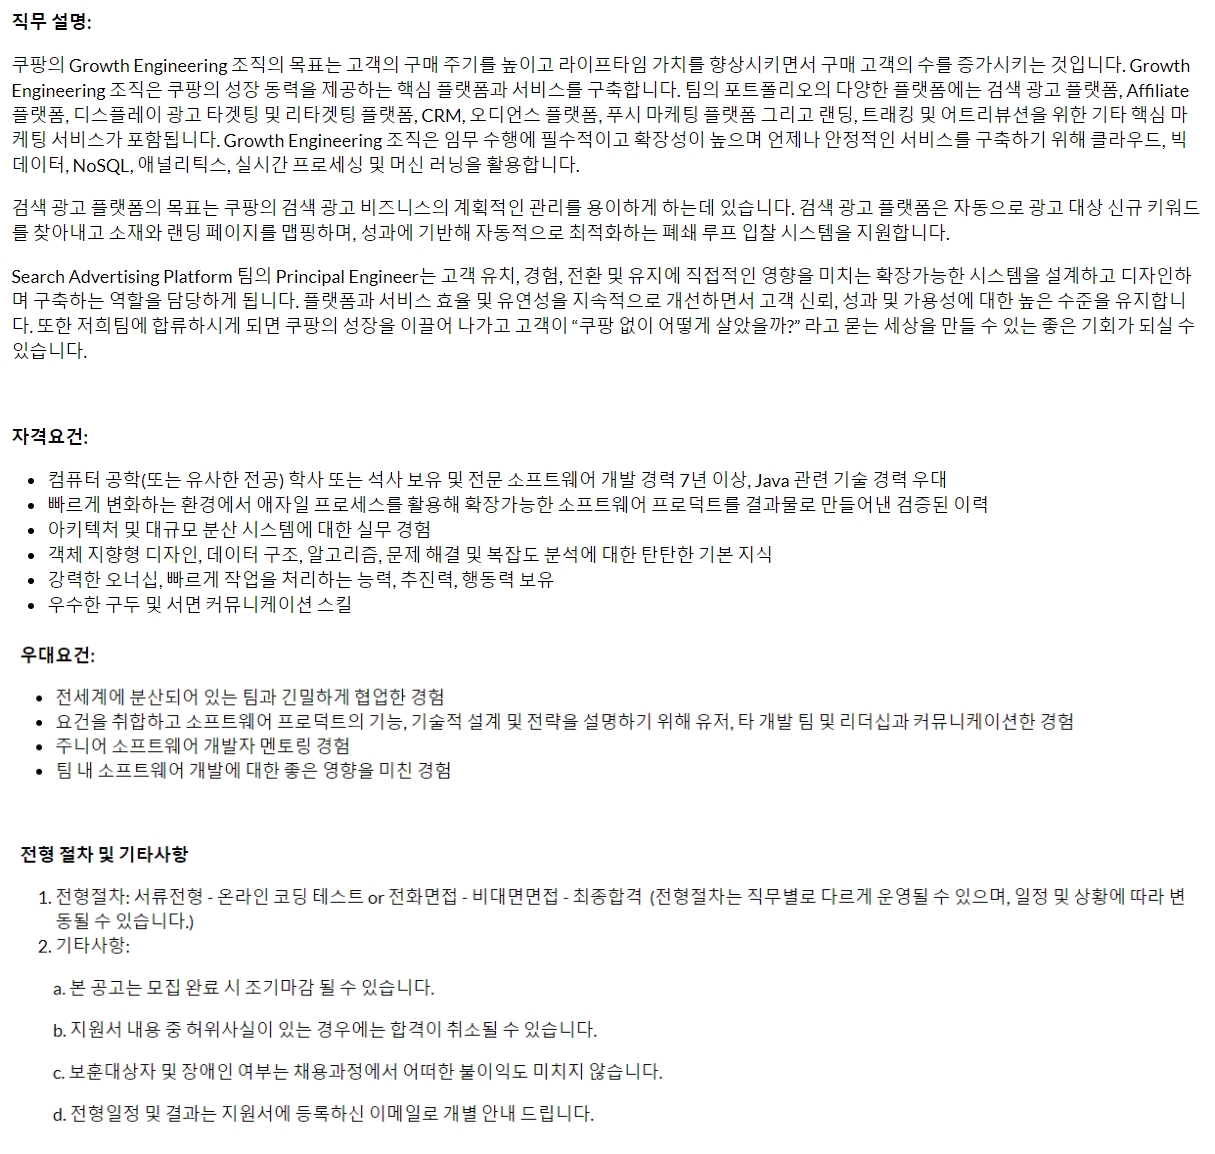 직무 설명:
쿠팡의 Growth Engineering 조직의 목표는 고객의 구매 주기를 높이고 라이프타임 가치를 향상시키면서 구매 고객의 수를 증가시키는 것입니다. Growth
Engineering 조직은 쿠팡의 성장 동력을 제공하는 핵심 플랫폼과 서비스를 구축합니다. 팀의 포트폴리오의 다양한 플랫폼에는 검색 광고 플랫폼, Affiliate
플랫폼, 디스플레이 광고 타겟팅 및 리타겟팅 플랫폼, CRM, 오디언스 플랫폼, 푸시 마케팅 플랫폼 그리고 랜딩, 트래킹 및 어트리뷰션을 위한 기타 핵심 마
케팅 서비스가 포함됩니다. Growth Engineering 조직은 임무 수행에 필수적이고 확장성이 높으며 언제나 안정적인 서비스를 구축하기 위해 클라우드, 빅
데이터, NoSQL, 애널리틱스, 실시간 프로세싱 및 머신 러닝을 활용합니다.
검색 광고 플랫폼의 목표는 쿠팡의 검색 광고 비즈니스의 계획적인 관리를 용이하게 하는데 있습니다. 검색 광고 플랫폼은 자동으로 광고 대상 신규 키워드
를 찾아내고 소재와 랜딩 페이지를 맵핑하며, 성과에 기반해 자동적으로 최적화하는 폐쇄 루프 입찰 시스템을 지원합니다.
Search Advertising Platform 팀의 Principal Engineer는 고객 유치, 경험, 전환 및 유지에 직접적인 영향을 미치는 확장가능한 시스템을 설계하고 디자인하
며 구축하는 역할을 담당하게 됩니다. 플랫폼과 서비스 효율 및 유연성을 지속적으로 개선하면서 고객 신뢰, 성과 및 가용성에 대한 높은 수준을 유지합니
다. 또한 저희팀에 합류하시게 되면 쿠팡의 성장을 이끌어 나가고 고객이 “쿠팡 없이 어떻게 살았을까?” 라고 묻는 세상을 만들 수 있는 좋은 기회가 되실 수
있습니다.
자격요건:
• 컴퓨터 공학(또는 유사한 전공) 학사 또는 석사 보유 및 전문 소프트웨어 개발 경력 7년 이상, Java 관련 기술 경력 우대
• 빠르게 변화하는 환경에서 애자일 프로세스를 활용해 확장가능한 소프트웨어 프로덕트를 결과물로 만들어낸 검증된 이력
• 아키텍처 및 대규모 분산 시스템에 대한 실무 경험
• 객체 지향형 디자인, 데이터 구조, 알고리즘, 문제 해결 및 복잡도 분석에 대한 탄탄한 기본 지식
• 강력한 오너십, 빠르게 작업을 처리하는 능력, 추진력, 행동력 보유
• 우수한 구두 및 서면 커뮤니케이션 스킬
우대요건:
• 전세계에 분산되어 있는 팀과 긴밀하게 협업한 경험
• 요건을 취합하고 소프트웨어 프로덕트의 기능, 기술적 설계 및 전략을 설명하기 위해 유저, 타 개발 팀 및 리더십과 커뮤니케이션한 경험
• 주니어 소프트웨어 개발자 멘토링 경험
• 팀 내 소프트웨어 개발에 대한 좋은 영향을 미친 경험
전형 절차 및 기타사항
1. 전형절차: 서류전형 - 온라인 코딩 테스트 or 전화면접 - 비대면면접 - 최종합격 (전형절차는 직무별로 다르게 운영될 수 있으며, 일정 및 상황에 따라 변
동될 수 있습니다.)
2. 기타사항:
a. 본 공고는 모집 완료 시 조기마감 될 수 있습니다.
b. 지원서 내용 중 허위사실이 있는 경우에는 합격이 취소될 수 있습니다.
c. 보훈대상자 및 장애인 여부는 채용과정에서 어떠한 불이익도 미치지 않습니다.
d. 전형일정 및 결과는 지원서에 등록하신 이메일로 개별 안내 드립니다.